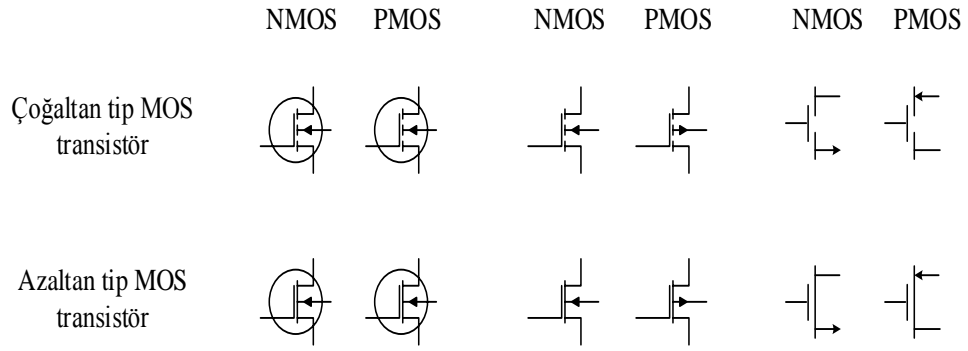 NMOS PMOS NMOS PMOS NMOS PMOS
Çoğaltan tip MOS
transistör
Azaltan tip MOS
transistör